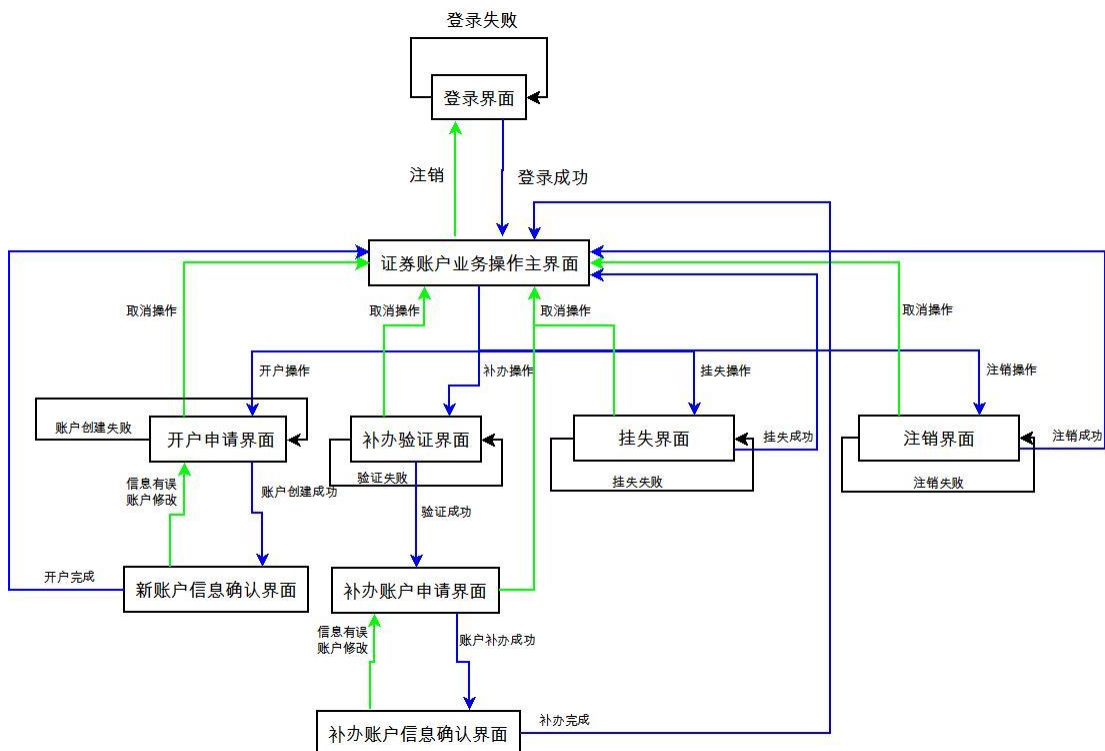 登录失败
登录界面
注销
登录成功
证券账户业务操作主界面
取消操作
取消操作
取消操作
取消操作
开户操作
补办操作
挂失操作
注销操作
账户创建失败
开户申请界面
补办验证界面
挂失界面
挂失成功
注销界面
注销成功
验证失败
挂失失败
注销失败
信息有误
账户修改
账户创建成功
验证成功
开户完成
新账户信息确认界面
补办账户申请界面
信息有误
账户修改
账户补办成功
补办账户信息确认界面
补办完成